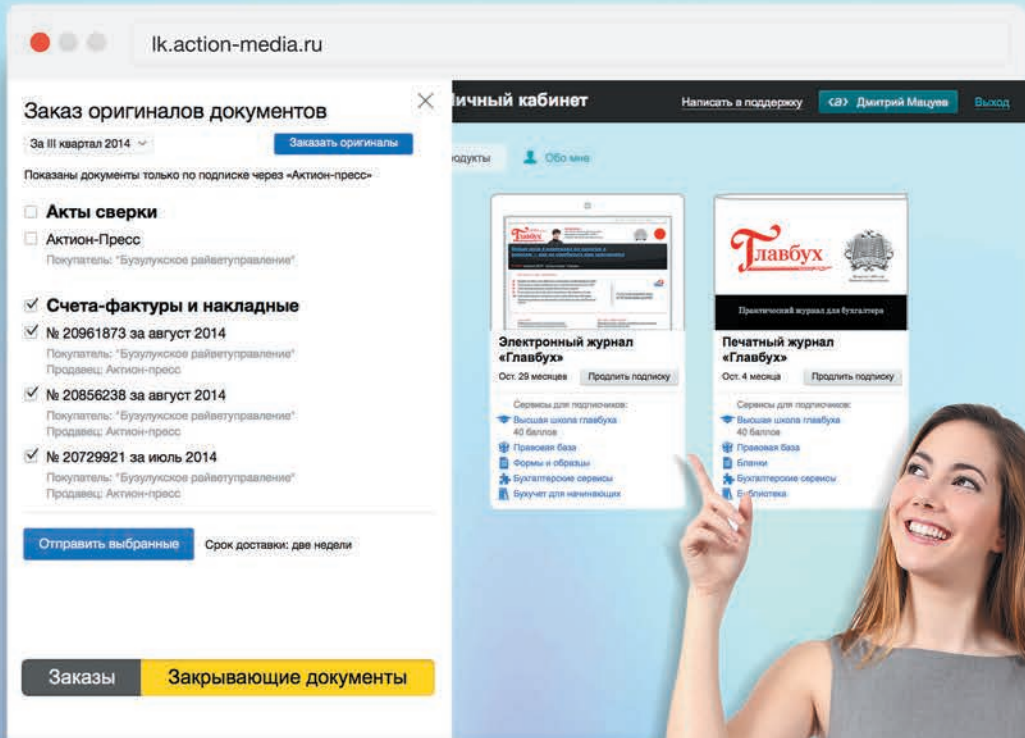 lk.action-media.ru
Заказ оригиналов документов
За III квартал 2014
Заказать оригиналы
Показаны документы только по подписке через «Актион-пресс»
Акты сверки
Актион-Пресс
Покупатель: "Бузулукское райветуправление"
Счета-фактуры и накладные
№ 20961873 за август 2014
Покупатель: "Бузулукское райветуправление"
Продавец: Актион-пресс
№ 20856238 за август 2014
Покупатель: "Бузулукское райветуправление"
Продавец: Актион-пресс
№ 20729921 за июль 2014
Покупатель: "Бузулукское райветуправление"
Продавец: Актион-пресс
Отправить выбранные
Срок доставки: две недели
Заказы
Закрывающие документы
Личный кабинет
Написать в поддержку
<a> Дмитрий Мацуев
Выход
Обо мне
Главбух
Электронный журнал
«Главбух»
Ост. 29 месяцев
Продлить подписку
Сервисы для подписчиков:
Высшая школа главбуха
40 баллов
Правовая база
Формы и образцы
Бухгалтерские сервисы
Бухучет для начинающих
Главбух
Практический журнал для бухгалтера
Печатный журнал
«Главбух»
Ост. 4 месяца
Продлить подписку
Сервисы для подписчиков:
Высшая школа главбуха
40 баллов
Правовая база
Бланки
Бухгалтерские сервисы
Библиотека